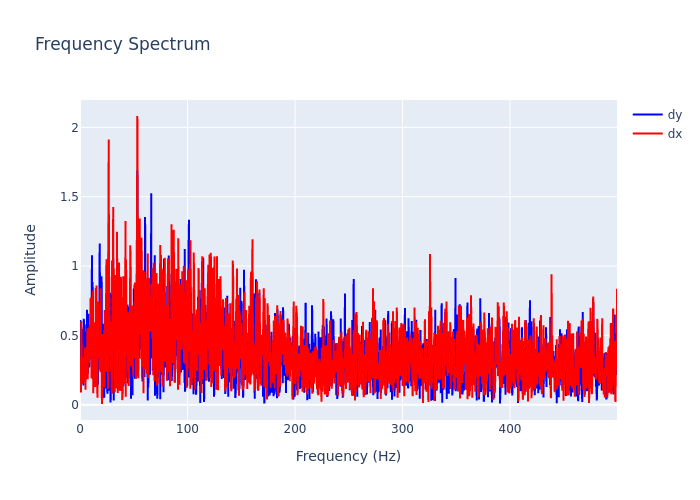 Frequency Spectrum
dy
dx
2
1.5
1
0.5
0
Amplitude
0 100 200 300 400
Frequency (Hz)